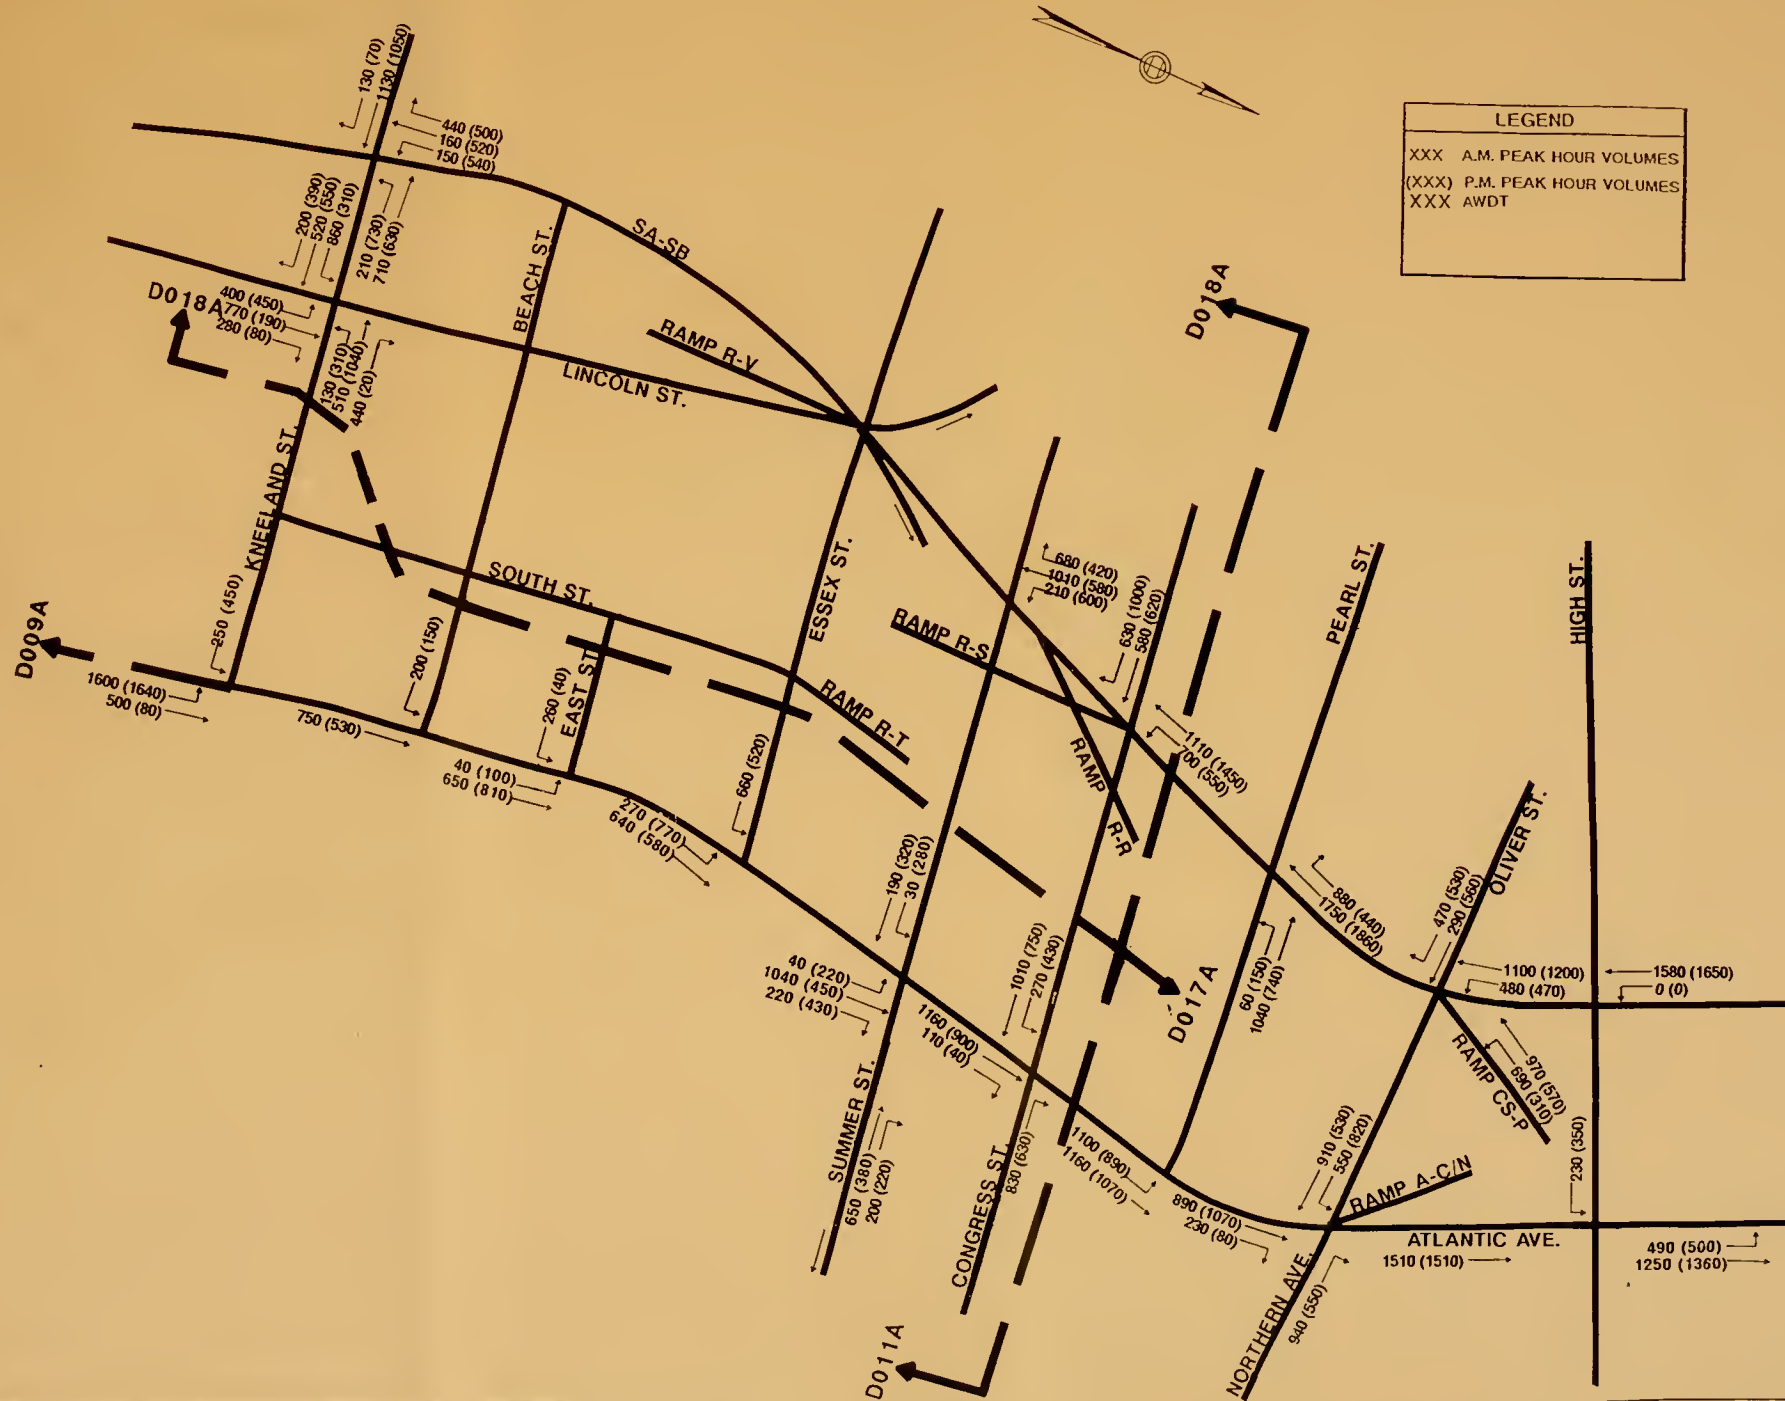 130 (70)
1130 (1050)
440 (500)
160 (520)
150 (540)
LEGEND
XXX A.M. PEAK HOUR VOLUMES
(XXX) P.M. PEAK HOUR VOLUMES
XXX AWDT
200 (390)
520 (550)
860 (310)
210 (730)
710 (630)
BEACH ST.
SA-SB
D018A
D018A
400 (450)
770 (190)
280 (80)
RAMP R-V
LINCOLN ST.
130 (310)
510 (1040)
440 (20)
KNEELAND ST.
SOUTH ST.
ESSEX ST.
680 (420)
1010 (580)
210 (600)
630 (1000)
580 (620)
PEARL ST.
HIGH ST.
D009A
250 (450)
200 (150)
RAMP R-S
1600 (1640)
500 (80)
750 (530)
260 (40)
EAST ST.
RAMP R-T
RAMP
R-R
1110 (1450)
700 (550)
40 (100)
650 (810)
660 (520)
270 (770)
640 (580)
OLIVER ST.
190 (320)
30 (280)
880 (440)
1750 (1860)
470 (530)
290 (560)
40 (220)
1040 (450)
220 (430)
1010 (750)
270 (430)
D017A
60 (150)
1040 (740)
1100 (1200)
480 (470)
1580 (1650)
0 (0)
1160 (900)
110 (40)
970 (570)
690 (310)
RAMP CS-P
SUMMER ST.
650 (380)
200 (220)
CONGRESS ST.
830 (630)
1100 (890)
1160 (1070)
910 (530)
550 (820)
230 (350)
RAMP A-C/N
890 (1070)
230 (80)
ATLANTIC AVE.
1510 (1510)
490 (500)
1250 (1360)
NORTHERN AVE.
940 (550)
D011A